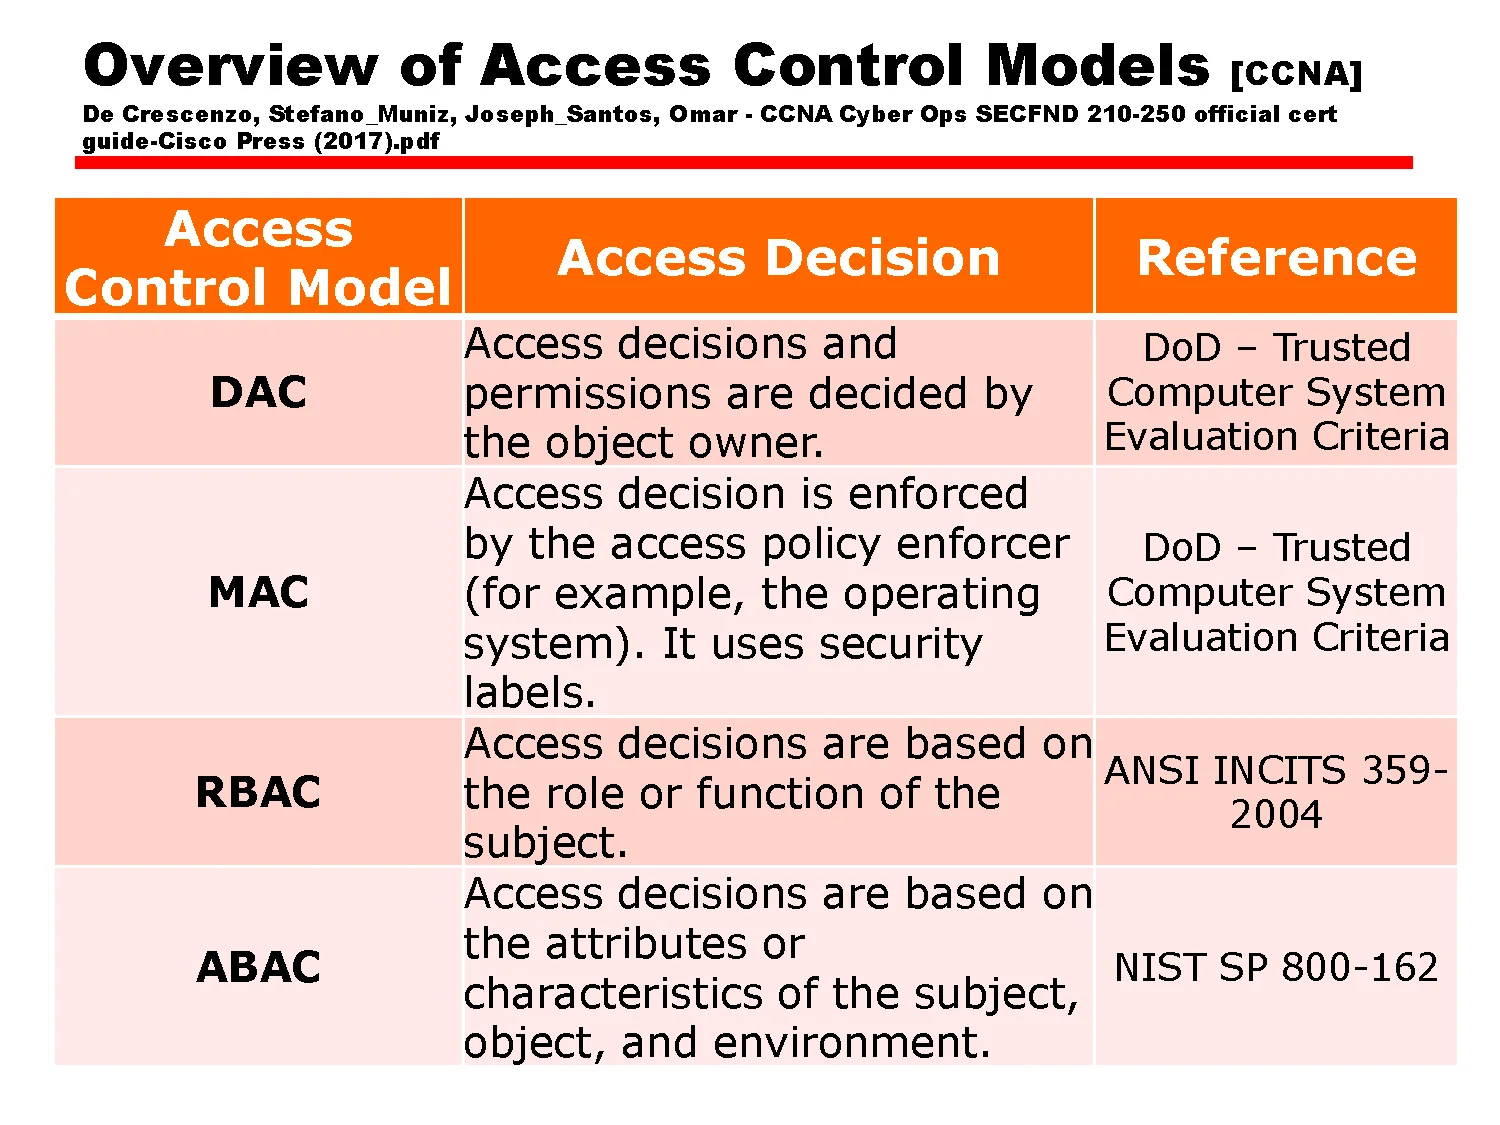 Overview of Access Control Models [CCNA]
De Crescenzo, Stefano_Muniz, Joseph_Santos, Omar - CCNA Cyber Ops SECFND 210-250 official cert
guide-Cisco Press (2017).pdf
Access
Control Model
Access Decision
Reference
DAC
Access decisions and
permissions are decided by
the object owner.
DoD – Trusted
Computer System
Evaluation Criteria
MAC
Access decision is enforced
by the access policy enforcer
(for example, the operating
system). It uses security
labels.
DoD – Trusted
Computer System
Evaluation Criteria
RBAC
Access decisions are based on
the role or function of the
subject.
ANSI INCITS 359-
2004
ABAC
Access decisions are based on
the attributes or
characteristics of the subject,
object, and environment.
NIST SP 800-162